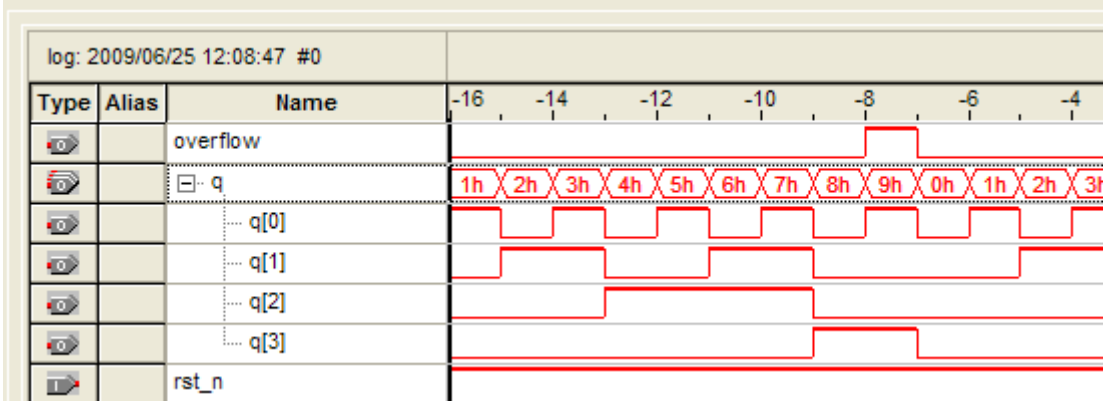 log: 2009/06/25 12:08:47 #0
Type Alias Name -16 -14 -12 -10 -8 -6 -4
overflow
q 1h 2h 3h 4h 5h 6h 7h 8h 9h 0h 1h 2h 3h
q[0]
q[1]
q[2]
q[3]
rst_n